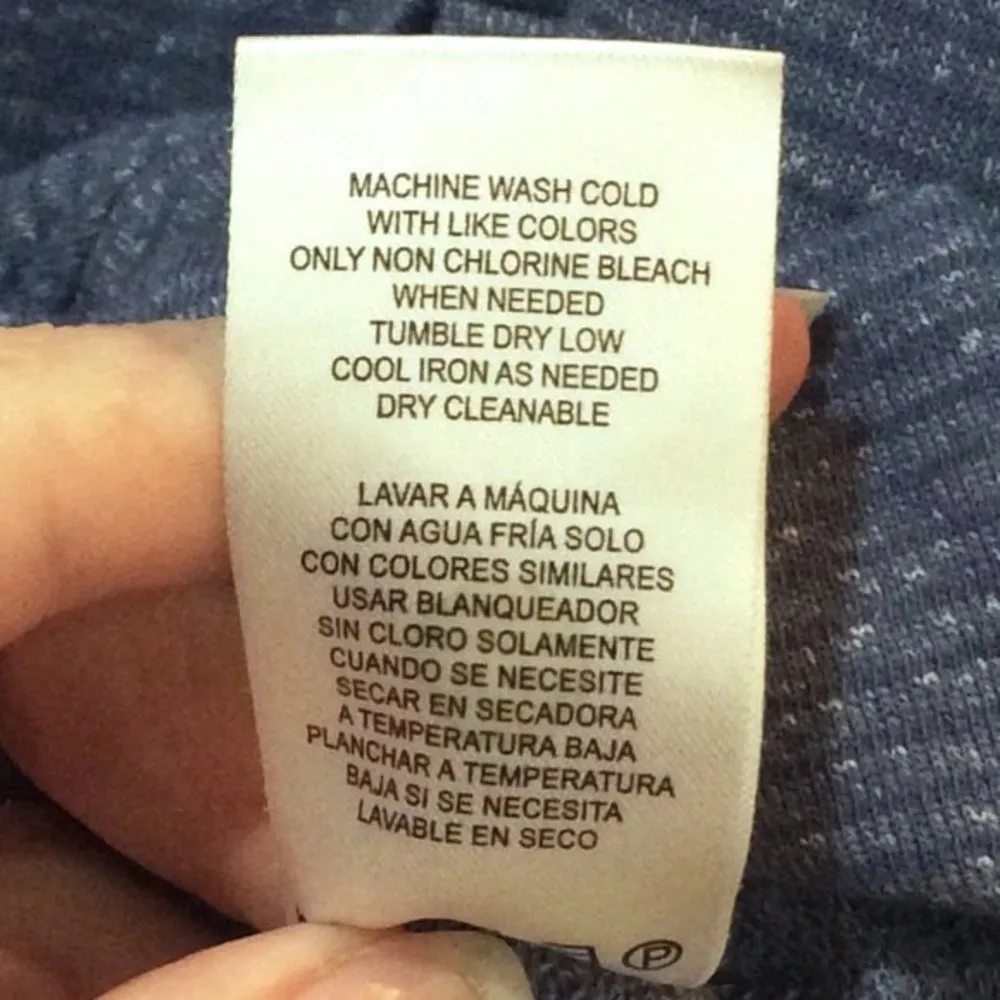 MACHINE WASH COLD
WITH LIKE COLORS
ONLY NON CHLORINE BLEACH
WHEN NEEDED
TUMBLE DRY LOW
COOL IRON AS NEEDED
DRY CLEANABLE
LAVAR A MÁQUINA
CON AGUA FRÍA SOLO
CON COLORES SIMILARES
USAR BLANQUEADOR
SIN CLORO SOLAMENTE
CUANDO SE NECESITE
SECAR EN SECADORA
A TEMPERATURA BAJA
PLANCHAR A TEMPERATURA
BAJA SI SE NECESITA
LAVABLE EN SECO
P